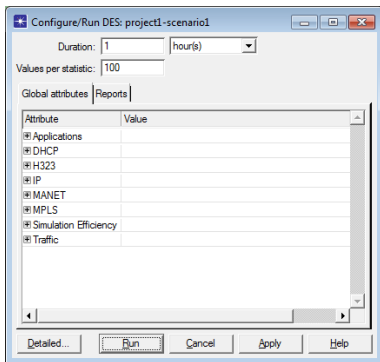 Configure/Run DES: project1-scenario1
Duration: 1 hour(s)
Values per statistic: 100
Global attributes Reports
Attribute Value
Applications
DHCP
H323
IP
MANET
MPLS
Simulation Efficiency
Traffic
Detailed... Run Cancel Apply Help